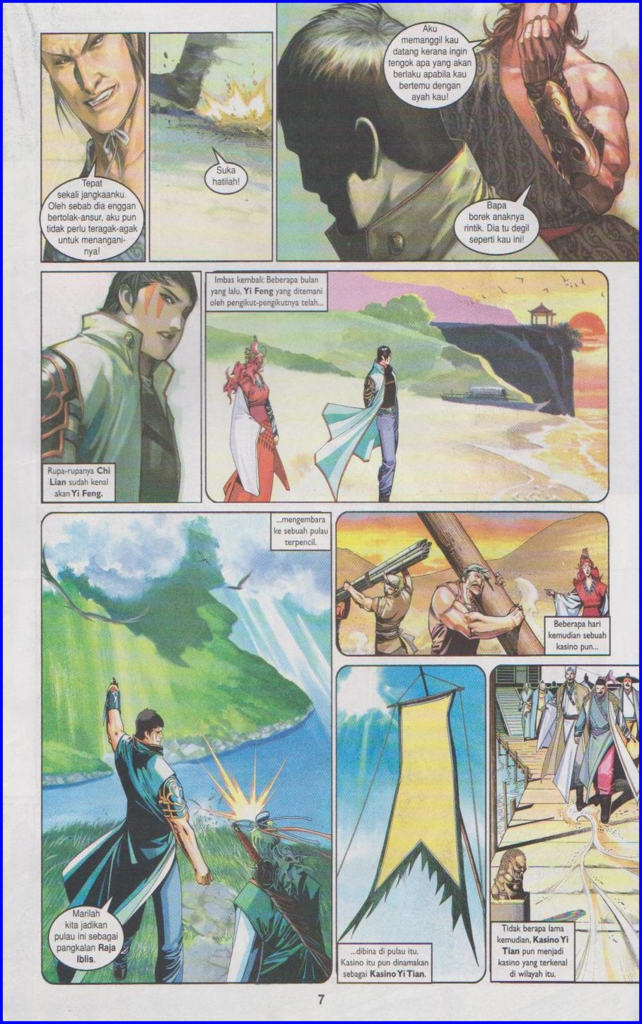 Tepat
sekali jangkaanku.
Oleh sebab dia enggan
bertolak-ansur, aku pun
tidak perlu teragak-agak
untuk menangani-
nya!
Suka
hatilah!
Aku
memanggil kau
datang kerana ingin
tengok apa yang akan
berlaku apabila kau
bertemu dengan
ayah kau!
Bapa
borek anaknya
rintik. Dia tu degil
seperti kau ini!
Rupa-rupanya Chi
Lian sudah kenal
akan Yi Feng.
Imbas kembali: Beberapa bulan
yang lalu, Yi Feng yang ditemani
oleh pengikut-pengikutnya telah...
...mengembara
ke sebuah pulau
terpencil.
Marilah
kita jadikan
pulau ini sebagai
pangkalan Raja
Iblis.
Beberapa hari
kemudian sebuah
kasino pun...
...dibina di pulau itu.
Kasino itu pun dinamakan
sebagai Kasino Yi Tian.
Tidak berapa lama
kemudian, Kasino Yi
Tian pun menjadi
kasino yang terkenal
di wilayah itu.
7